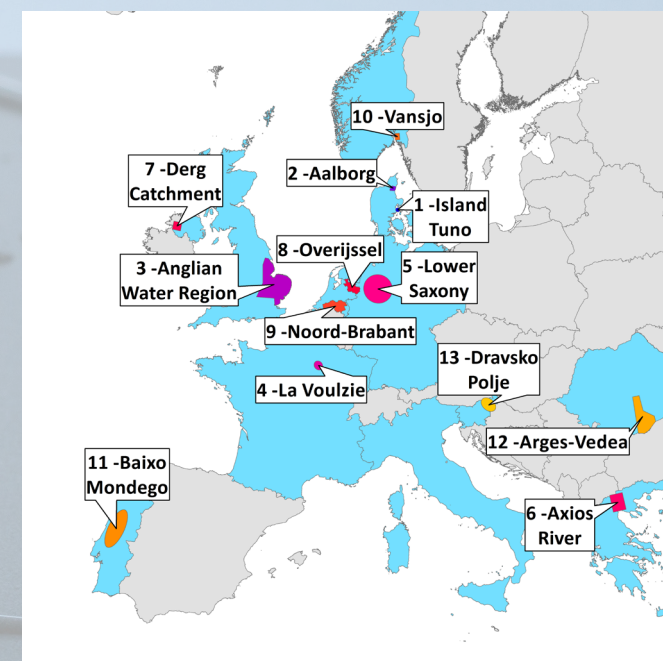 10 -Vansjo
7 -Derg
Catchment
2 -Aalborg
1 -Island
Tuno
8 -Overijssel
3 -Anglian
Water Region
5 -Lower
Saxony
9 -Noord-Brabant
13 -Dravsko
Polje
4 -La Voulzie
12 -Arges-Vedea
11 -Baixo
Mondego
6 -Axios
River